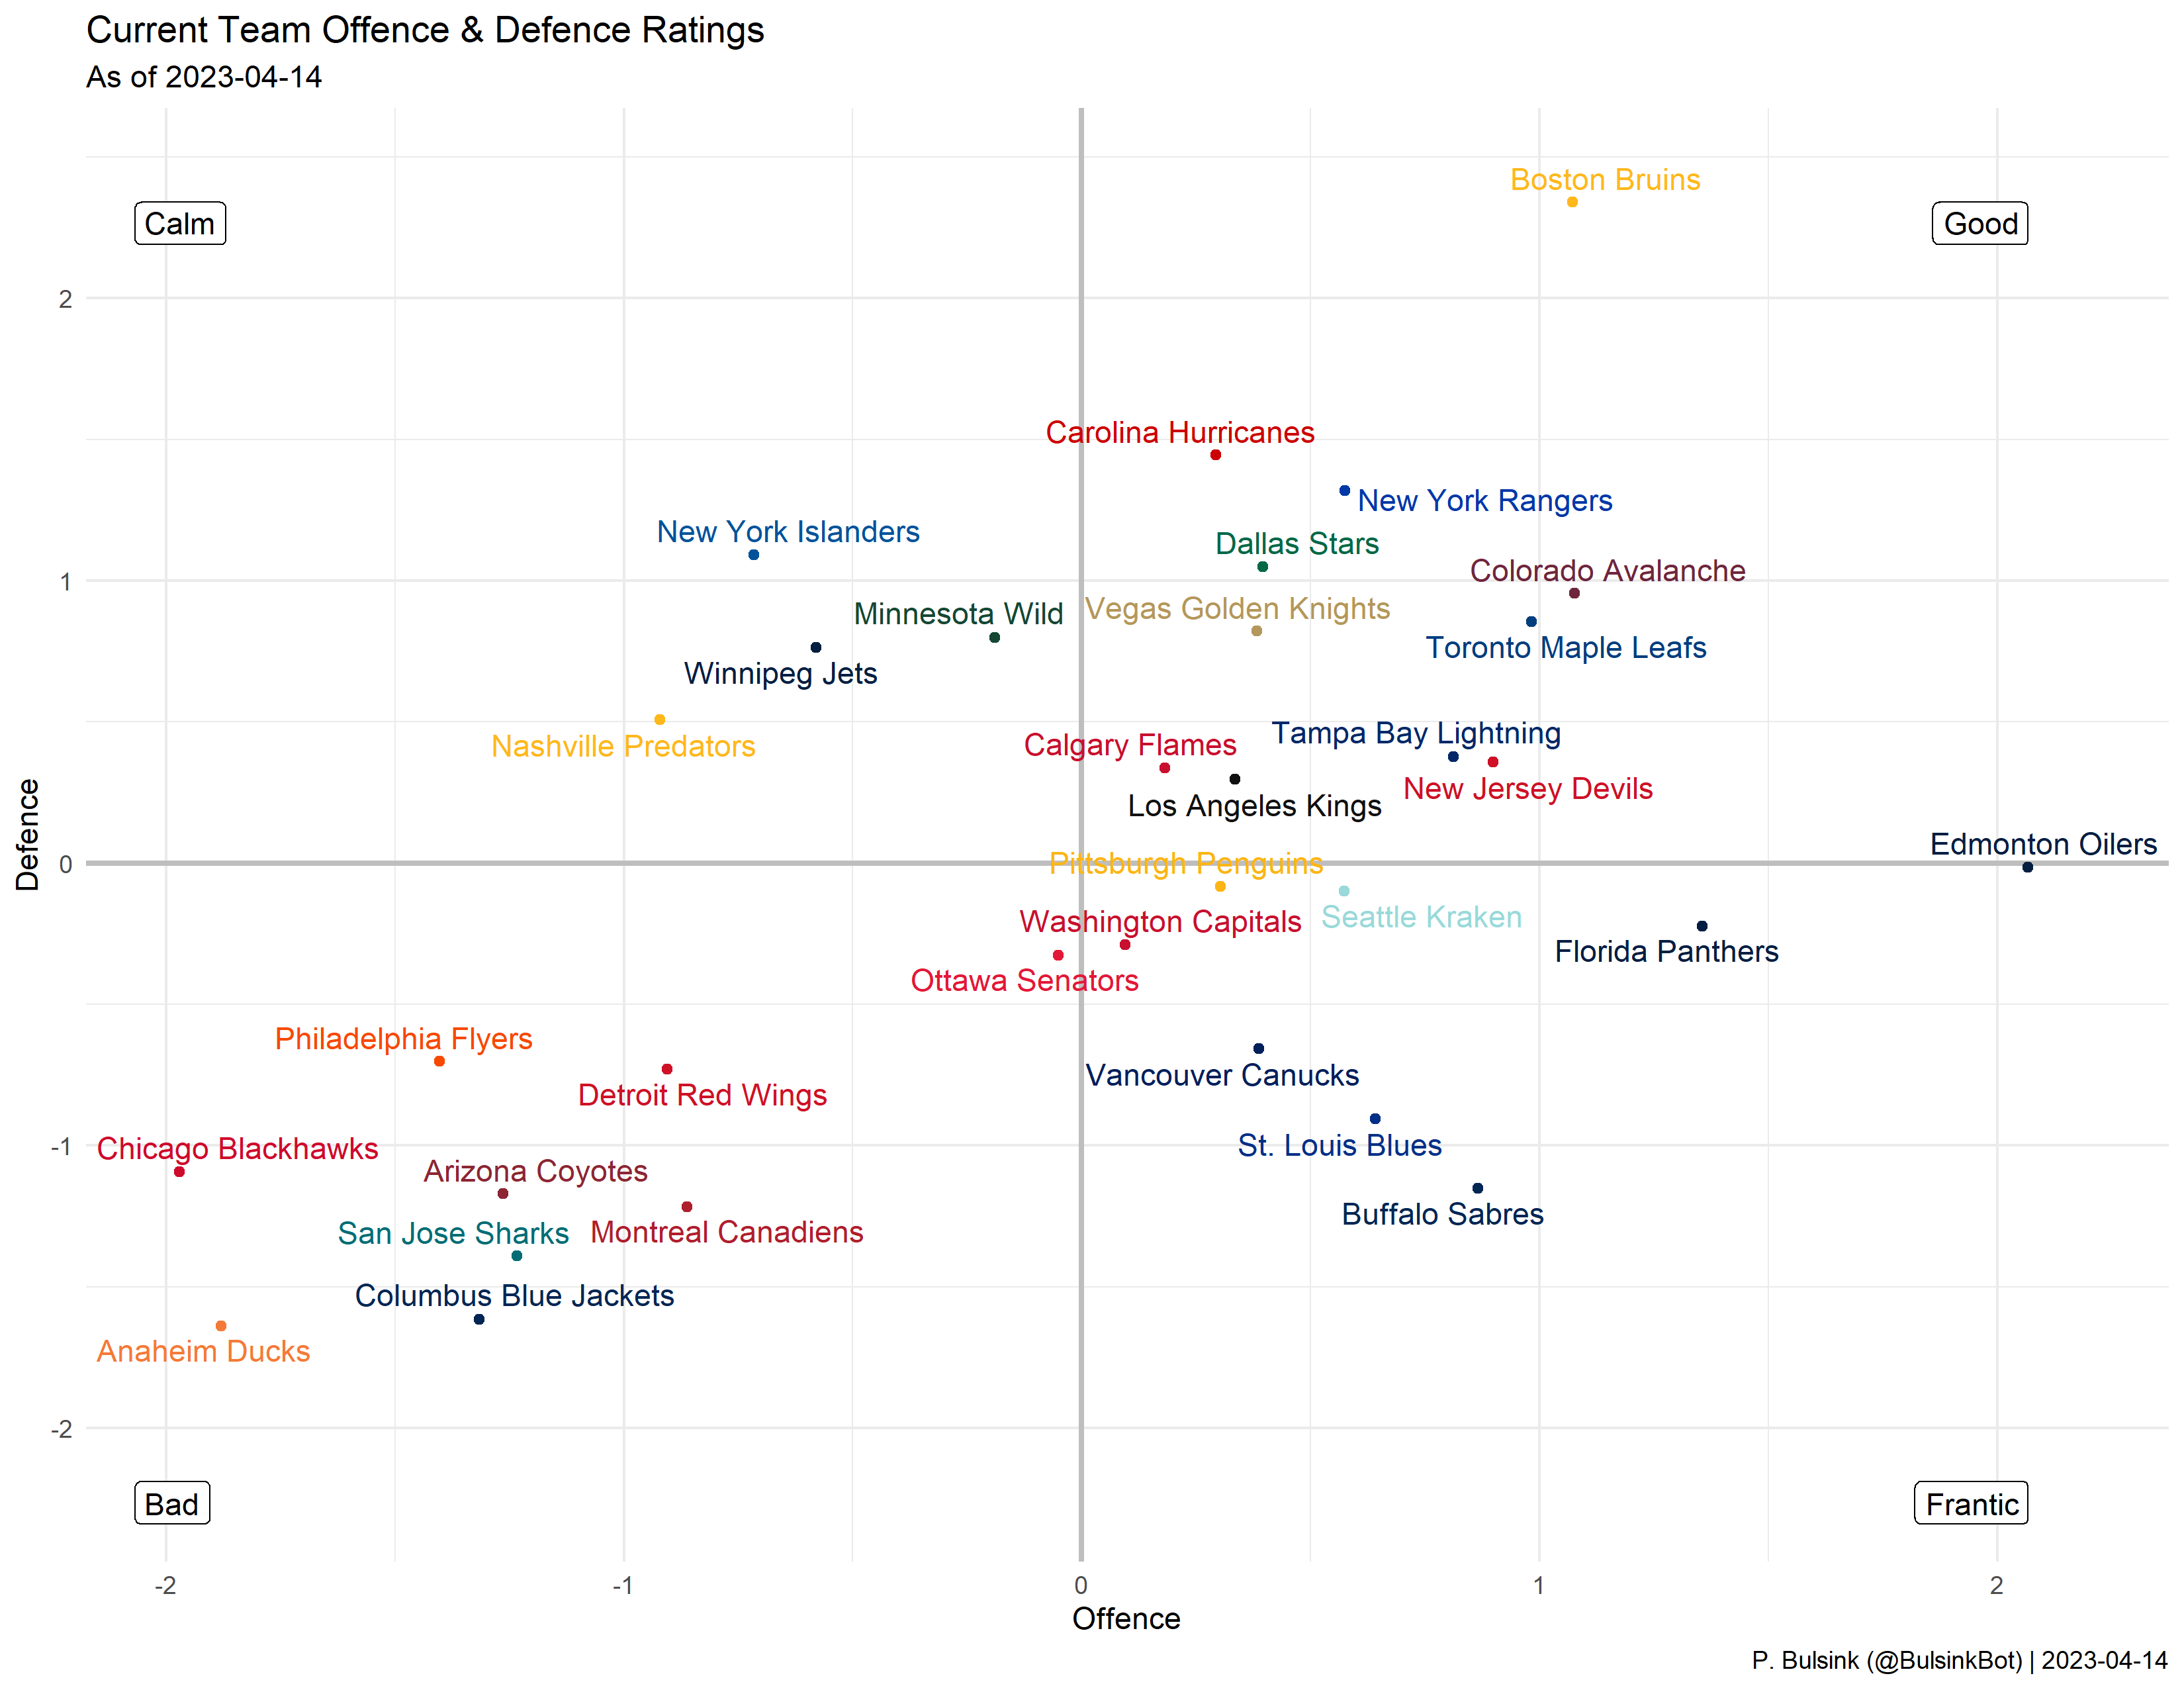 Current Team Offence & Defence Ratings
As of 2023-04-14
Boston Bruins
Calm
Good
2
Carolina Hurricanes
New York Rangers
New York Islanders
Dallas Stars
Colorado Avalanche
1
Vegas Golden Knights
Minnesota Wild
Toronto Maple Leafs
Winnipeg Jets
Tampa Bay Lightning
Calgary Flames
Nashville Predators
New Jersey Devils
Los Angeles Kings
Defence
Edmonton Oilers
0
Pittsburgh Penguins
Seattle Kraken
Washington Capitals
Florida Panthers
Ottawa Senators
Philadelphia Flyers
Vancouver Canucks
Detroit Red Wings
-1
St. Louis Blues
Chicago Blackhawks
Arizona Coyotes
Buffalo Sabres
Montreal Canadiens
San Jose Sharks
Columbus Blue Jackets
Anaheim Ducks
-2
Bad
Frantic
-2 -1 0 1 2
Offence
P. Bulsink (@BulsinkBot) | 2023-04-14